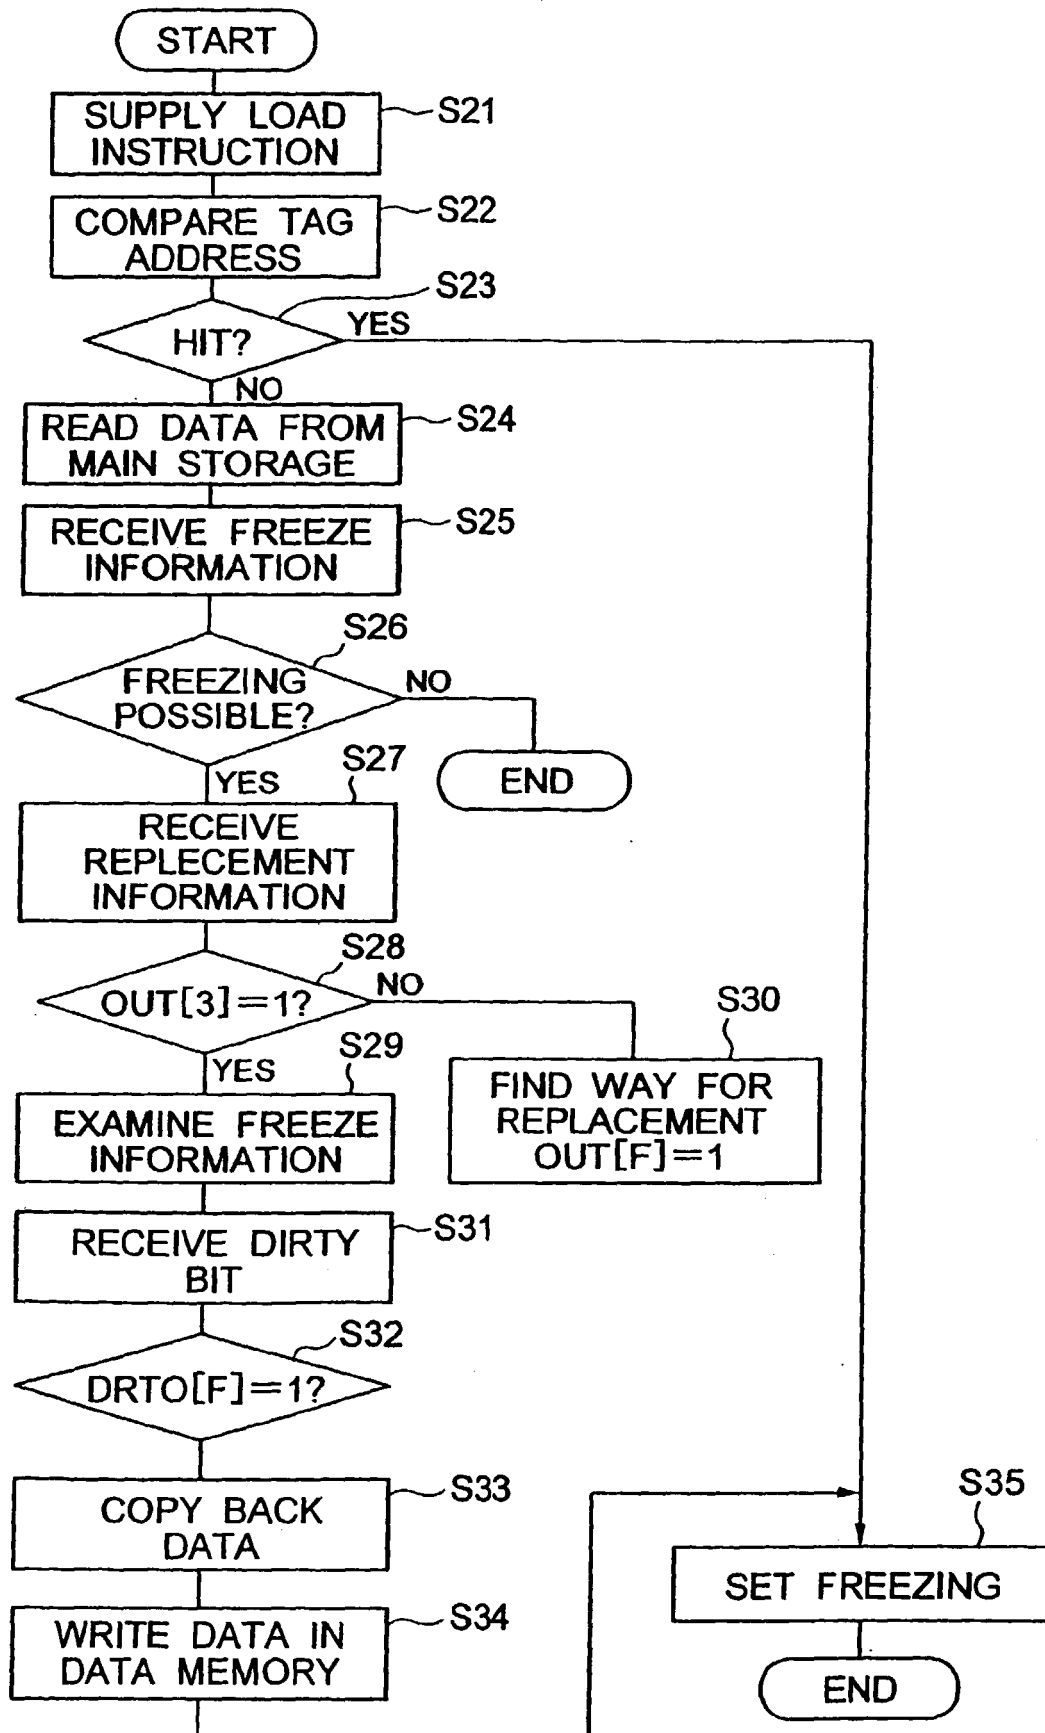 START
S21
SUPPLY LOAD
INSTRUCTION
S22
COMPARE TAG
ADDRESS
S23
HIT?
YES
NO
S24
READ DATA FROM
MAIN STORAGE
S25
RECEIVE FREEZE
INFORMATION
S26
FREEZING
POSSIBLE?
NO
END
YES
S27
RECEIVE
REPLECEMENT
INFORMATION
S28
OUT[3]=1?
NO
S30
FIND WAY FOR
REPLACEMENT
OUT[F]=1
YES
S29
EXAMINE FREEZE
INFORMATION
S31
RECEIVE DIRTY
BIT
S32
DRTO[F]=1?
S33
COPY BACK
DATA
S34
WRITE DATA IN
DATA MEMORY
S35
SET FREEZING
END